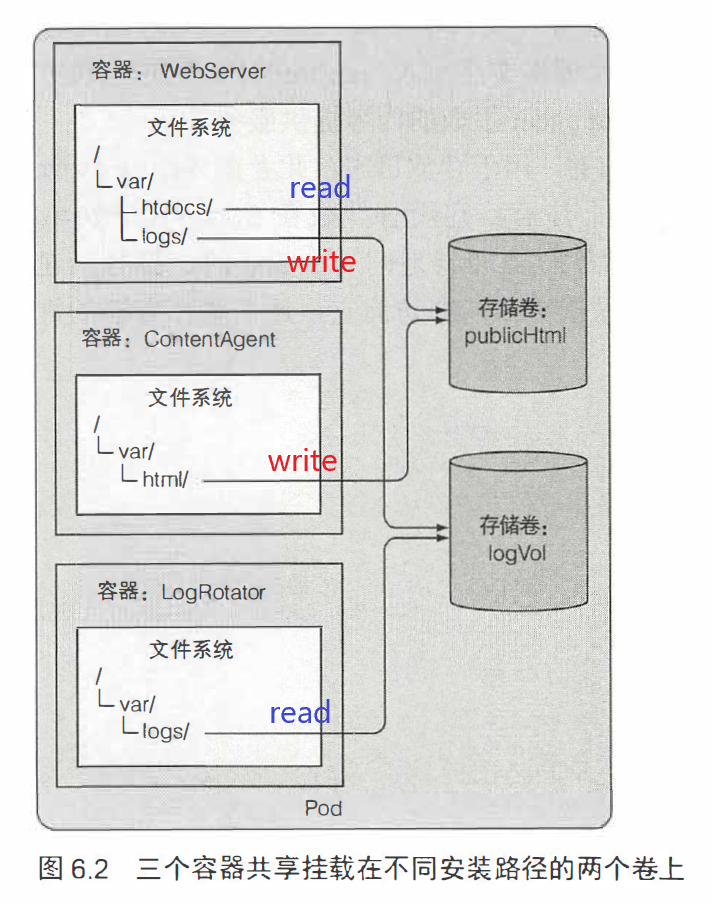 容器：WebServer
文件系统
/
var/
read
htdocs/
logs/
write
存储卷：
publicHtml
容器：ContentAgent
文件系统
/
var/
write
html/
存储卷：
logVol
容器：LogRotator
文件系统
/
var/
read
logs/
Pod
图 6.2 三个容器共享挂载在不同安装路径的两个卷上